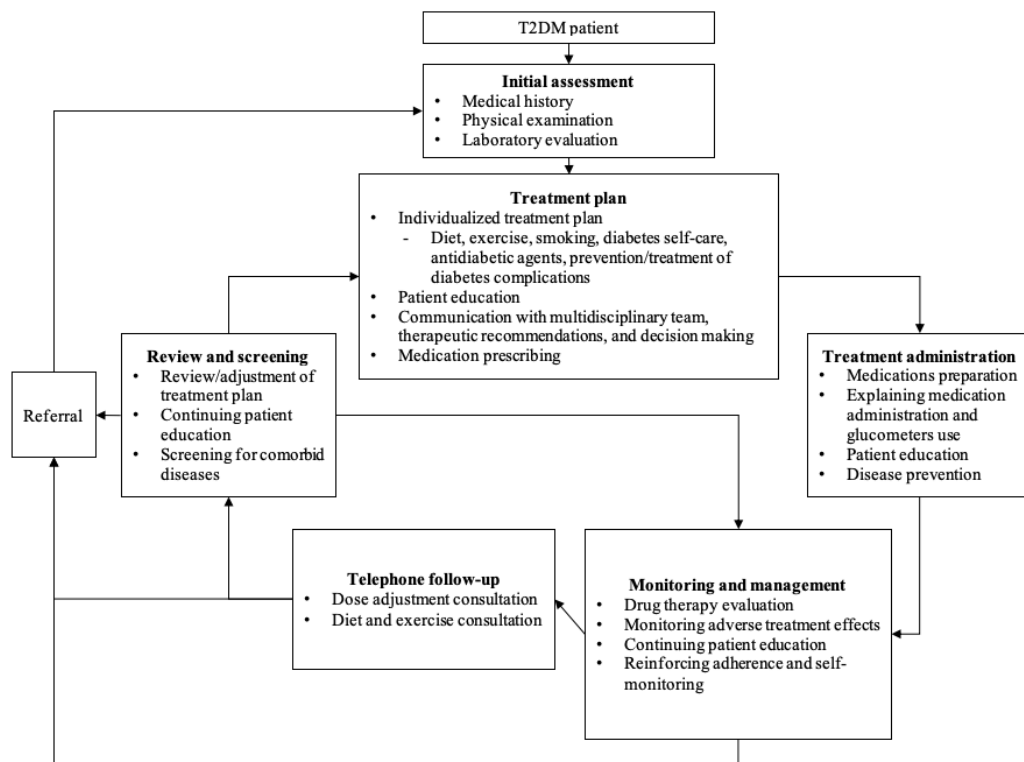 T2DM patient
Initial assessment
• Medical history
• Physical examination
• Laboratory evaluation
Treatment plan
• Individualized treatment plan
- Diet, exercise, smoking, diabetes self-care,
antidiabetic agents, prevention/treatment of
diabetes complications
• Patient education
• Communication with multidisciplinary team,
therapeutic recommendations, and decision making
• Medication prescribing
Review and screening
• Review/adjustment of
treatment plan
• Continuing patient
education
• Screening for comorbid
diseases
Referral
Treatment administration
• Medications preparation
• Explaining medication
administration and
glucometers use
• Patient education
• Disease prevention
Telephone follow-up
• Dose adjustment consultation
• Diet and exercise consultation
Monitoring and management
• Drug therapy evaluation
• Monitoring adverse treatment effects
• Continuing patient education
• Reinforcing adherence and self-
monitoring